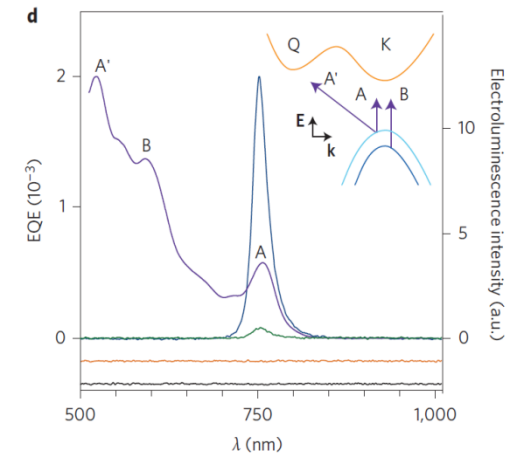 d
Q K
A'
A B
E
k
A'
B
A
2
1
0
EQE (10⁻³)
10
5
0
Electroluminescence intensity (a.u.)
500 750 1,000
λ (nm)